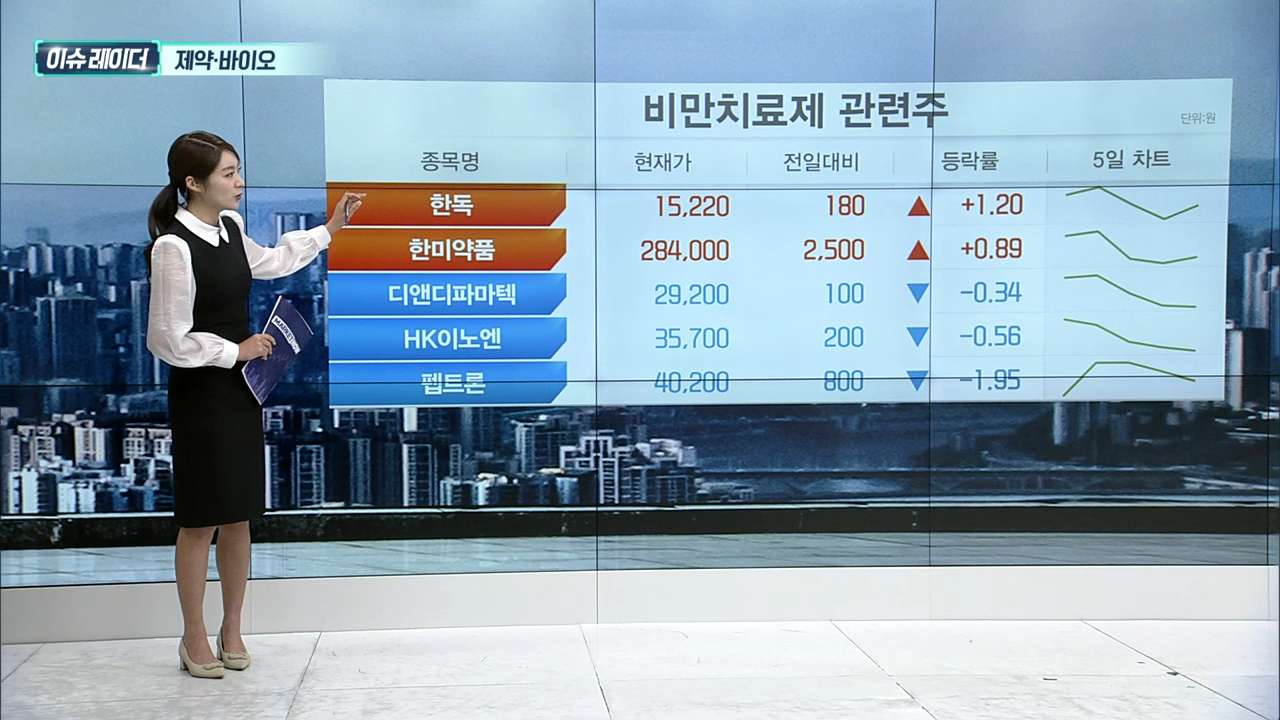 이슈레이더 제약·바이오
비만치료제 관련주
단위:원
종목명 현재가 전일대비 등락률 5일 차트
한독 15,220 180 ▲ +1.20
한미약품 284,000 2,500 ▲ +0.89
디앤디파마텍 29,200 100 ▼ -0.34
HK이노엔 35,700 200 ▼ -0.56
펩트론 40,200 800 ▼ -1.95